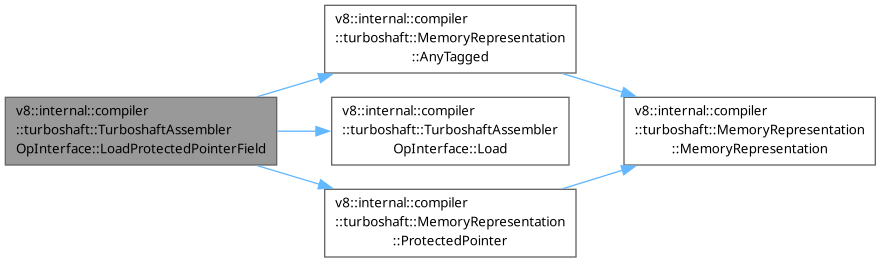 v8::internal::compiler
::turboshaft::TurboshaftAssembler
OpInterface::LoadProtectedPointerField
v8::internal::compiler
::turboshaft::MemoryRepresentation
::AnyTagged
v8::internal::compiler
::turboshaft::TurboshaftAssembler
OpInterface::Load
v8::internal::compiler
::turboshaft::MemoryRepresentation
::ProtectedPointer
v8::internal::compiler
::turboshaft::MemoryRepresentation
::MemoryRepresentation